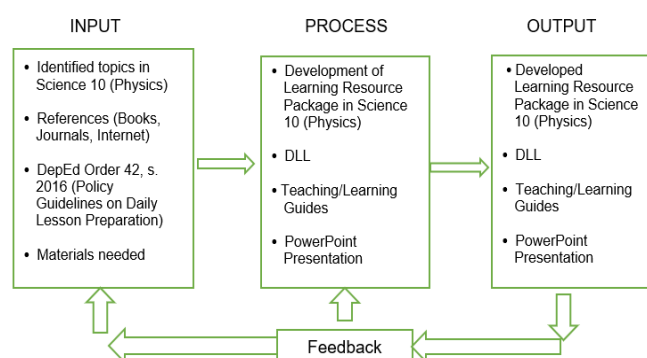 INPUT
• Identified topics in
Science 10 (Physics)
• References (Books,
Journals, Internet)
• DepEd Order 42, s.
2016 (Policy
Guidelines on Daily
Lesson Preparation)
• Materials needed
PROCESS
• Development of
Learning Resource
Package in Science
10 (Physics)
• DLL
• Teaching/Learning
Guides
• PowerPoint
Presentation
OUTPUT
• Developed
Learning Resource
Package in Science
10 (Physics)
• DLL
• Teaching/Learning
Guides
• PowerPoint
Presentation
Feedback